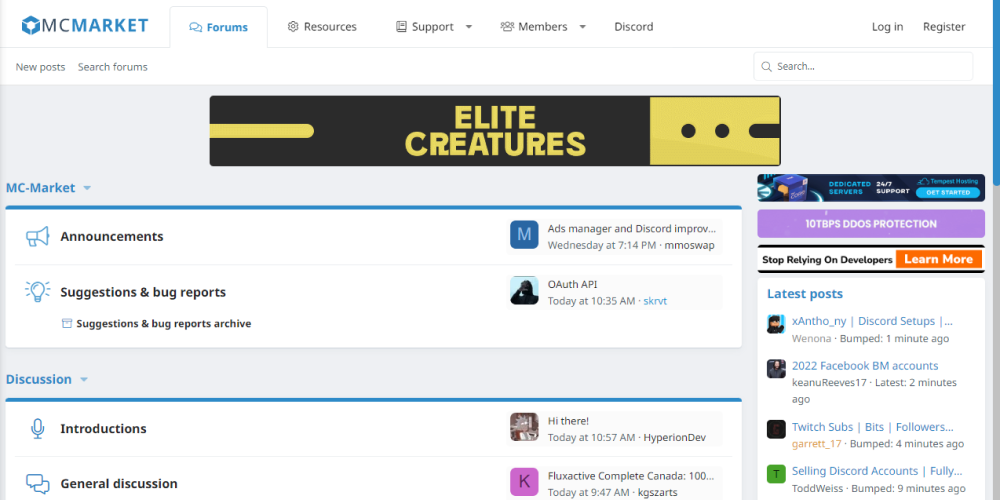 MCMARKET
Forums
Resources
Support
Members
Discord
Log in
Register
New posts
Search forums
Search...
ELITE
CREATURES
MC-Market
Announcements
Ads manager and Discord improv...
Wednesday at 7:14 PM · mmoswap
M
Suggestions & bug reports
OAuth API
Today at 10:35 AM · skrvt
Suggestions & bug reports archive
Discussion
Introductions
Hi there!
Today at 10:57 AM · HyperionDev
General discussion
K
Fluxactive Complete Canada: 100...
Today at 9:47 AM · kgszarts
DEDICATED
SERVERS
24/7
SUPPORT
Tempest Hosting
GET STARTED
10TBPS DDOS PROTECTION
Stop Relying On Developers
Learn More
Latest posts
xAntho_ny | Discord Setups |...
Wenona · Bumped: 1 minute ago
2022 Facebook BM accounts
keanuReeves17 · Latest: 2 minutes
ago
Twitch Subs | Bits | Followers...
garrett_17 · Bumped: 4 minutes ago
T
Selling Discord Accounts | Fully...
ToddWeiss · Bumped: 9 minutes ago